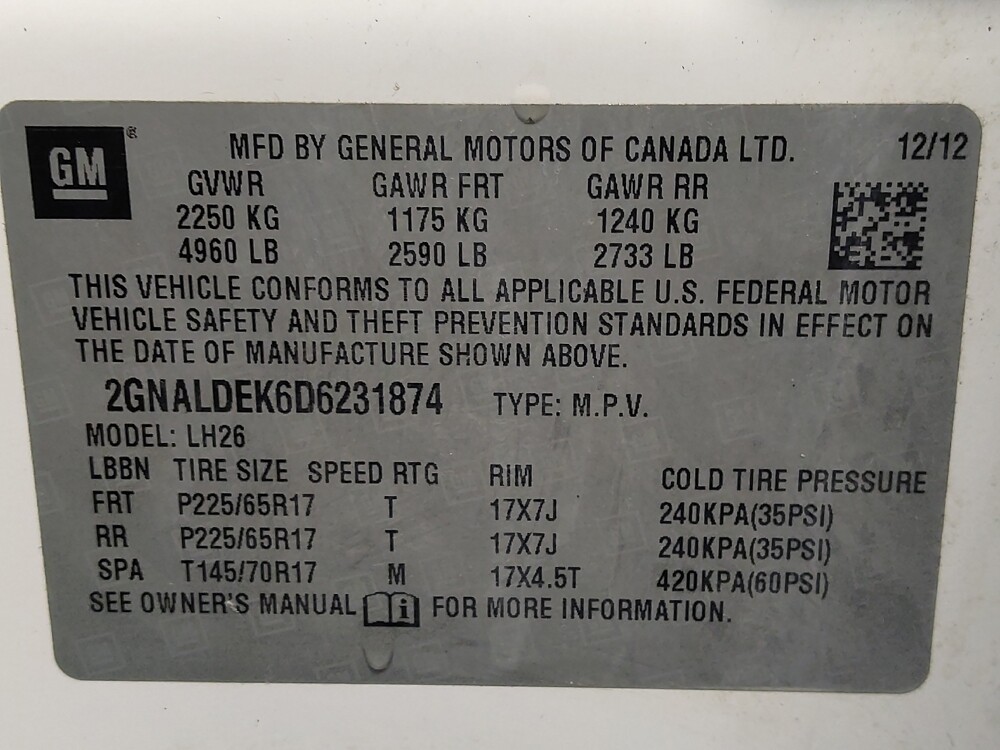 GM®
MFD BY GENERAL MOTORS OF CANADA LTD. 12/12
GVWR GAWR FRT GAWR RR
2250 KG 1175 KG 1240 KG
4960 LB 2590 LB 2733 LB
THIS VEHICLE CONFORMS TO ALL APPLICABLE U.S. FEDERAL MOTOR
VEHICLE SAFETY AND THEFT PREVENTION STANDARDS IN EFFECT ON
THE DATE OF MANUFACTURE SHOWN ABOVE.
2GNALDEK6D6231874 TYPE: M.P.V.
MODEL: LH26
LBBN TIRE SIZE SPEED RTG RIM COLD TIRE PRESSURE
FRT P225/65R17 T 17X7J 240KPA(35PSI)
RR P225/65R17 T 17X7J 240KPA(35PSI)
SPA T145/70R17 M 17X4.5T 420KPA(60PSI)
SEE OWNER'S MANUAL i FOR MORE INFORMATION.